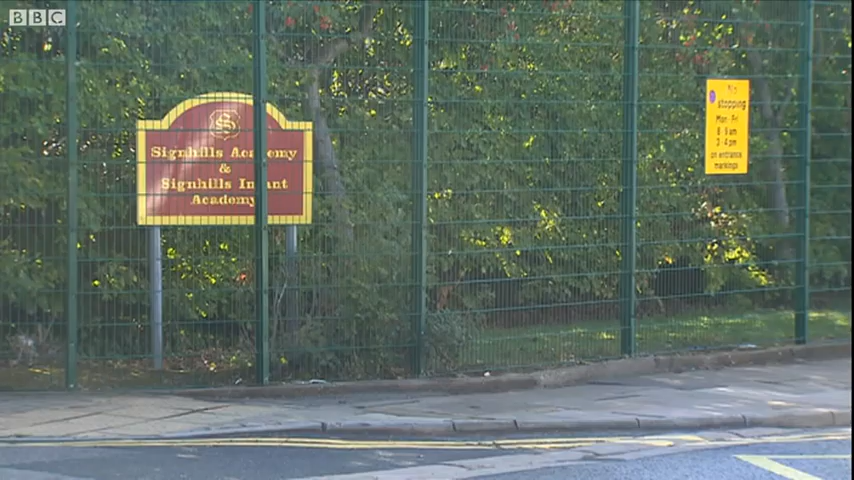 BBC
S
Signhills Academy
&
Signhills Infant
Academy
No
stopping
Mon - Fri
8 - 9 am
3 - 4 pm
on entrance
markings